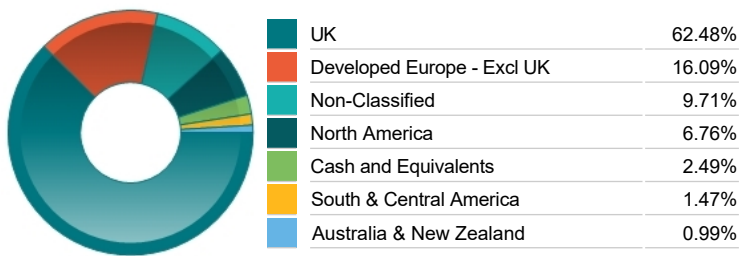 UK 62.48%
Developed Europe - Excl UK 16.09%
Non-Classified 9.71%
North America 6.76%
Cash and Equivalents 2.49%
South & Central America 1.47%
Australia & New Zealand 0.99%